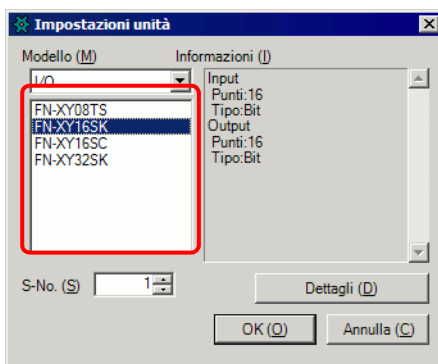 Impostazioni unità
Modello (M)
Informazioni (I)
I/O
FN-XY08TS
FN-XY16SK
FN-XY16SC
FN-XY32SK
Input
Punti:16
Tipo:Bit
Output
Punti:16
Tipo:Bit
S-No. (S)
1
Dettagli (D)
OK (O)
Annulla (C)